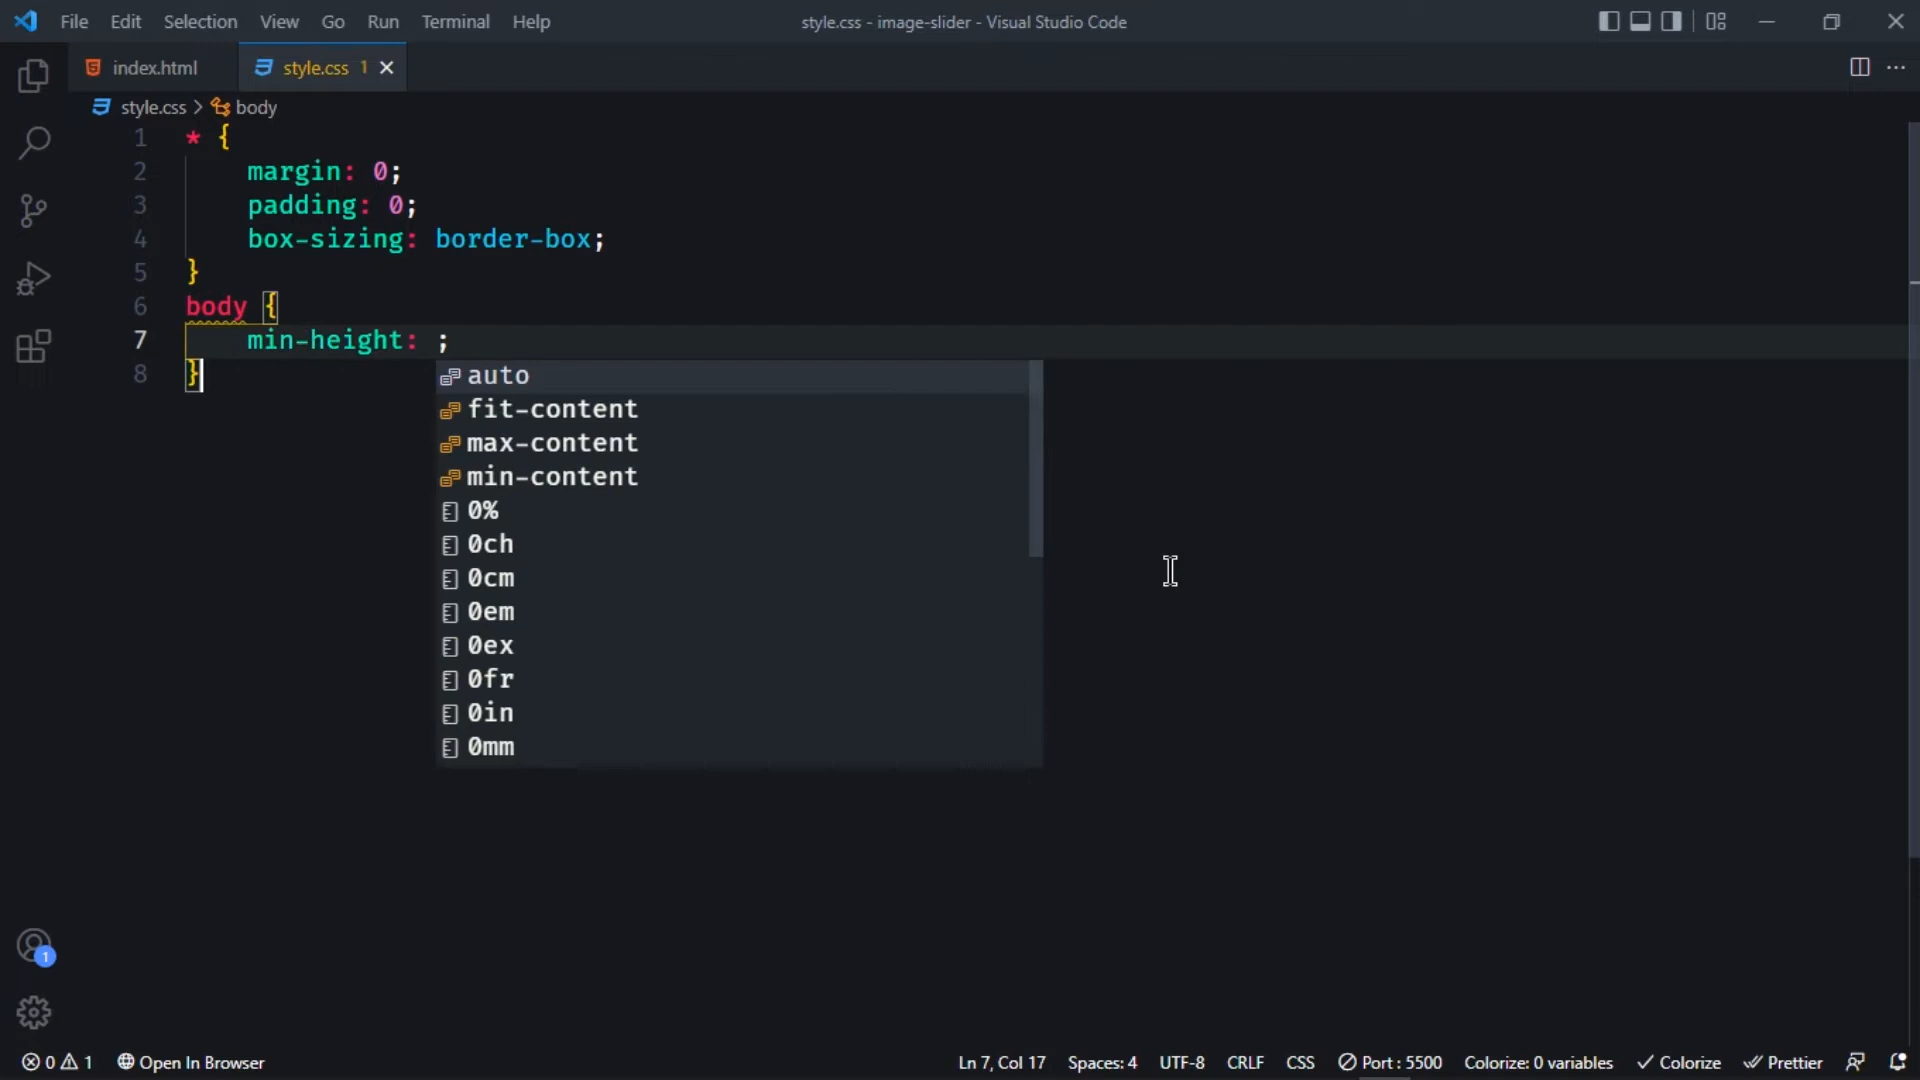 File Edit Selection View Go Run Terminal Help style.css - image-slider - Visual Studio Code
index.html style.css 1
style.css > body
1 * {
2 margin: 0;
3 padding: 0;
4 box-sizing: border-box;
5 }
6 body {
7 min-height: ;
8 }
auto
fit-content
max-content
min-content
0%
0ch
0cm
0em
0ex
0fr
0in
0mm
1
0 1 Open In Browser Ln 7, Col 17 Spaces: 4 UTF-8 CRLF CSS Port : 5500 Colorize: 0 variables Colorize Prettier